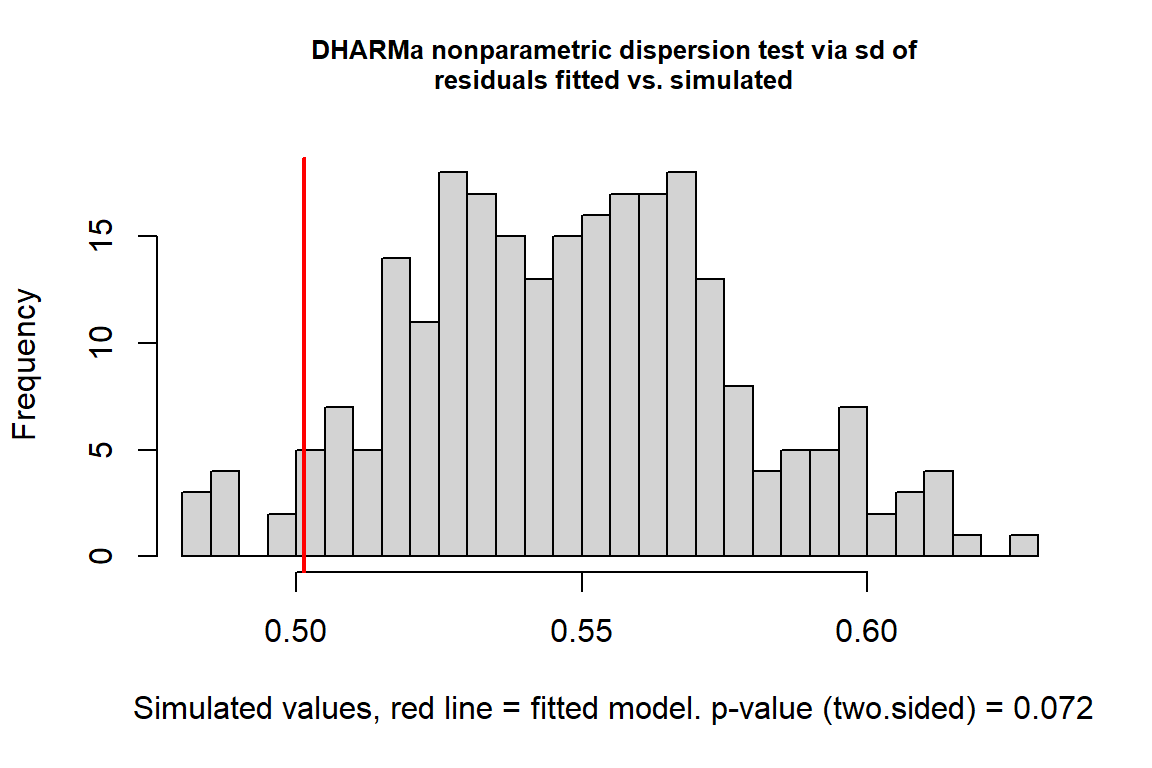 DHARMa nonparametric dispersion test via sd of
residuals fitted vs. simulated
Frequency
15
10
5
0
0.50 0.55 0.60
Simulated values, red line = fitted model. p-value (two.sided) = 0.072